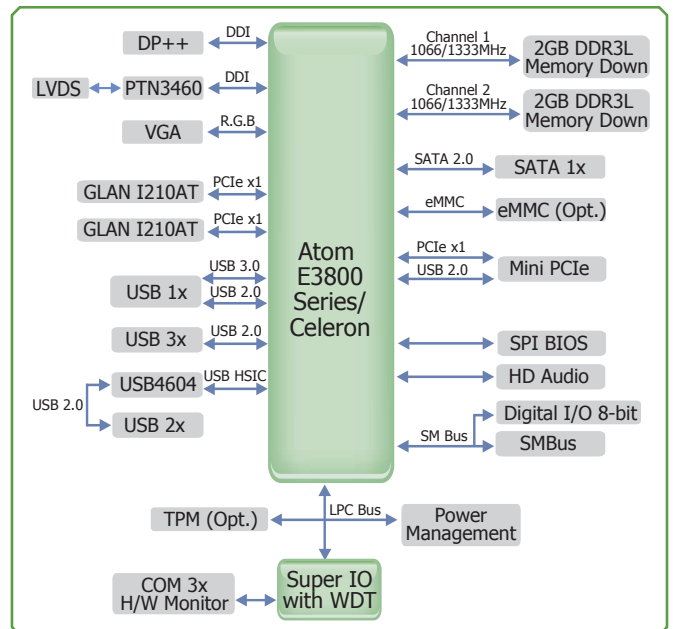 DP++
DDI
LVDS
PTN3460
DDI
VGA
R.G.B
GLAN I210AT
PCIe x1
GLAN I210AT
PCIe x1
USB 1x
USB 3.0
USB 2.0
USB 3x
USB 2.0
USB4604
USB HSIC
USB 2.0
USB 2x
Atom
E3800
Series/
Celeron
Channel 1
1066/1333MHz
2GB DDR3L
Memory Down
Channel 2
1066/1333MHz
2GB DDR3L
Memory Down
SATA 2.0
SATA 1x
eMMC
eMMC (Opt.)
PCIe x1
USB 2.0
Mini PCIe
SPI BIOS
HD Audio
SM Bus
Digital I/O 8-bit
SMBus
TPM (Opt.)
LPC Bus
Power
Management
COM 3x
H/W Monitor
Super IO
with WDT